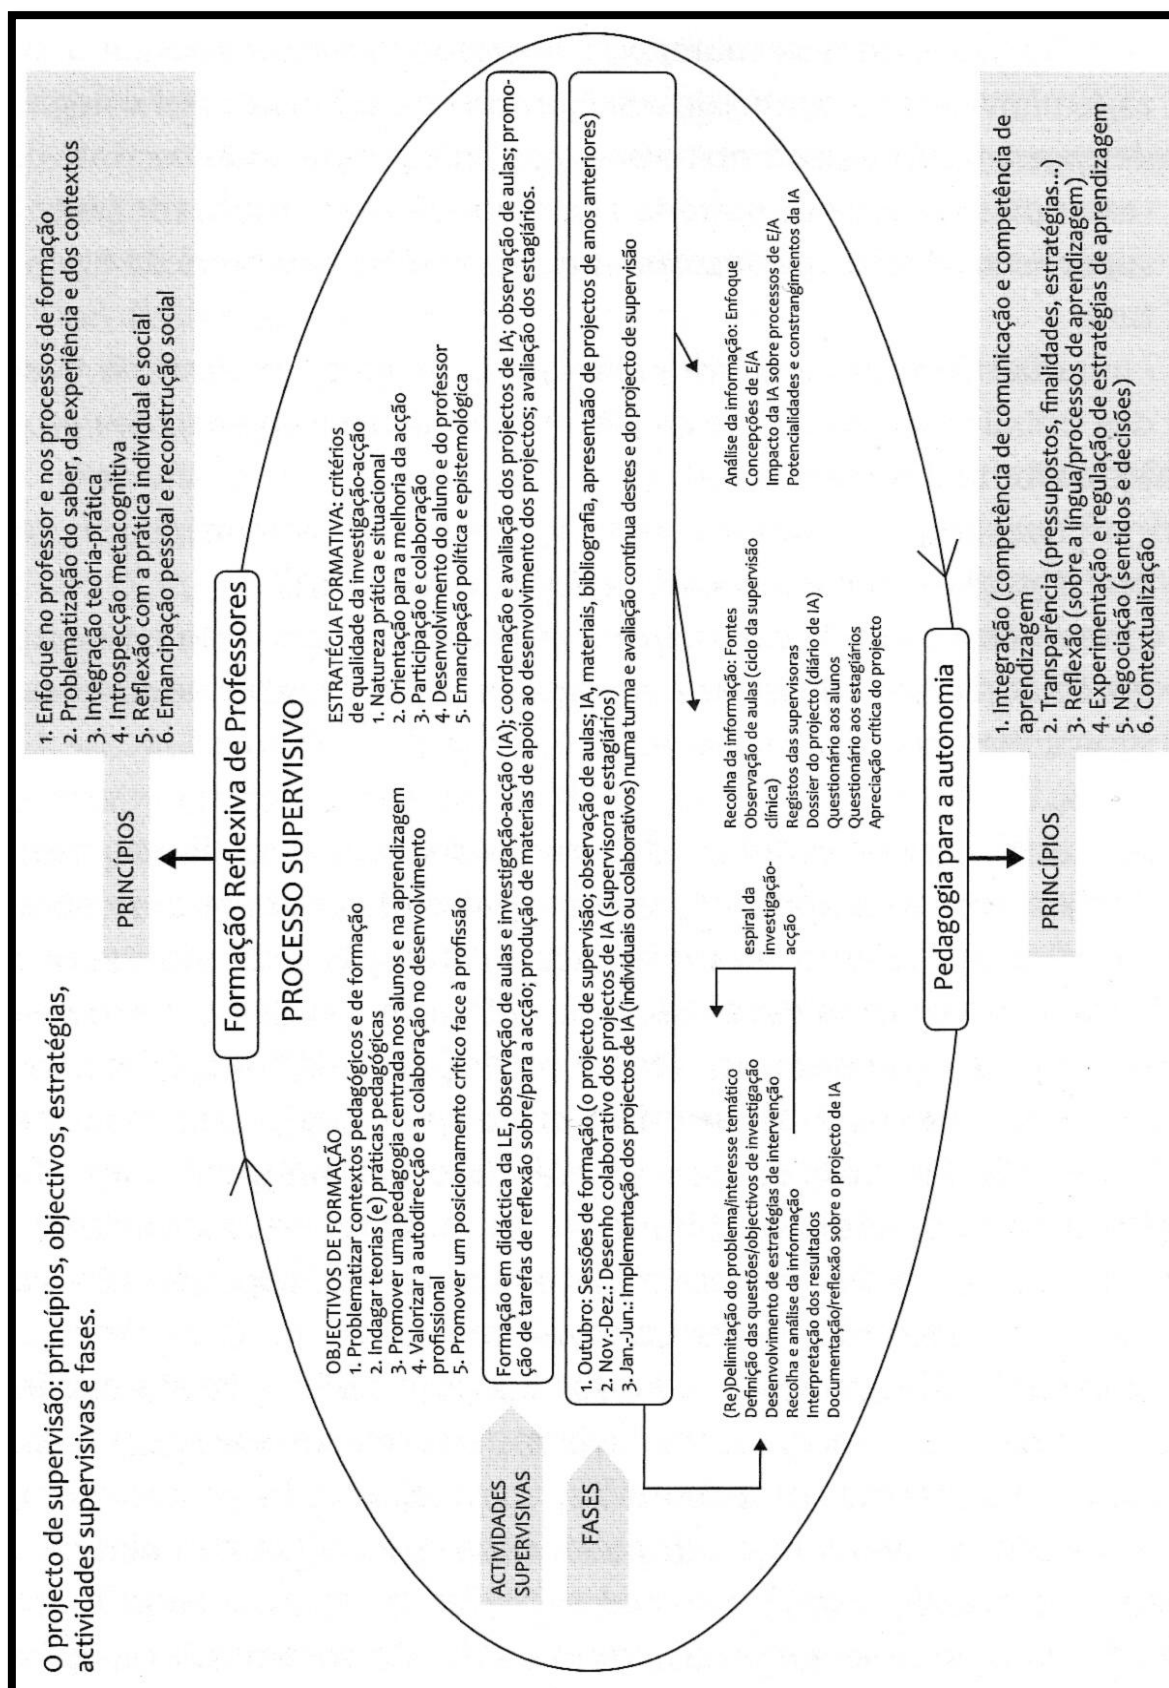 O projecto de supervisão: princípios, objectivos, estratégias,
actividades supervisivas e fases.
PRINCÍPIOS
1. Enfoque no professor e nos processos de formação
2. Problematização do saber, da experiência e dos contextos
3. Integração teoria-prática
4. Introspecção metacognitiva
5. Reflexão com a prática individual e social
6. Emancipação pessoal e reconstrução social
Formação Reflexiva de Professores
PROCESSO SUPERVISIVO
OBJECTIVOS DE FORMAÇÃO
1. Problematizar contextos pedagógicos e de formação
2. Indagar teorias (e) práticas pedagógicas
3. Promover uma pedagogia centrada nos alunos e na aprendizagem
4. Valorizar a autodirecção e a colaboração no desenvolvimento
profissional
5. Promover um posicionamento crítico face à profissão
ESTRATÉGIA FORMATIVA: critérios
de qualidade da investigação-acção
1. Natureza prática e situacional
2. Orientação para a melhoria da acção
3. Participação e colaboração
4. Desenvolvimento do aluno e do professor
5. Emancipação política e epistemológica
ACTIVIDADES
SUPERVISIVAS
Formação em didáctica da LE, observação de aulas e investigação-acção (IA); coordenação e avaliação dos projectos de IA; observação de aulas; promo-
ção de tarefas de reflexão sobre/para a acção; produção de materias de apoio ao desenvolvimento dos projectos; avaliação dos estagiários.
FASES
1. Outubro: Sessões de formação (o projecto de supervisão; observação de aulas; IA, materiais, bibliografia, apresentaão de projectos de anos anteriores)
2. Nov.-Dez.: Desenho colaborativo dos projectos de IA (supervisora e estagiários)
3. Jan.-Jun.: Implementação dos projectos de IA (individuais ou colaborativos) numa turma e avaliação contínua destes e do projecto de supervisão
(Re)Delimitação do problema/interesse temático
Definição das questões/objectivos de investigação
Desenvolvimento de estratégias de intervenção
Recolha e análise da informação
Interpretação dos resultados
Documentação/reflexão sobre o projecto de IA
espiral da
investigação-
acção
Recolha da informação: Fontes
Observação de aulas (ciclo da supervisão
clínica)
Registos das supervisoras
Dossier do projecto (diário de IA)
Questionário aos alunos
Questionário aos estagiários
Apreciação crítica do projecto
Análise da informação: Enfoque
Concepções de E/A
Impacto da IA sobre processos de E/A
Potencialidades e constrangimentos da IA
Pedagogia para a autonomia
PRINCÍPIOS
1. Integração (competência de comunicação e competência de
aprendizagem
2. Transparência (pressupostos, finalidades, estratégias...)
3. Reflexão (sobre a língua/processos de aprendizagem)
4. Experimentação e regulação de estratégias de aprendizagem
5. Negociação (sentidos e decisões)
6. Contextualização